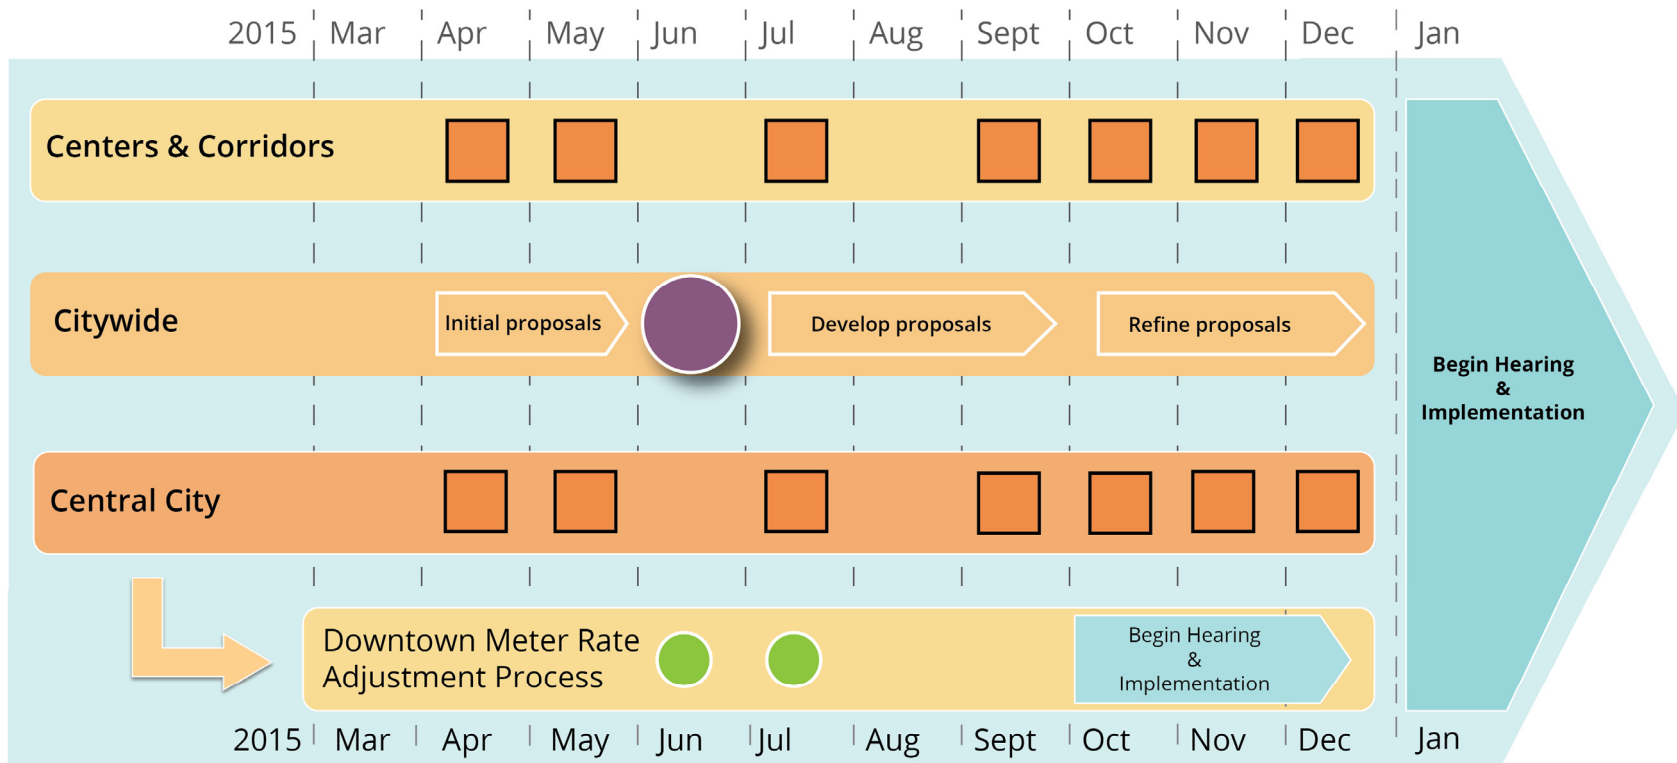 2015 Mar Apr May Jun Jul Aug Sept Oct Nov Dec Jan
Centers & Corridors
Citywide
Initial proposals
Develop proposals
Refine proposals
Begin Hearing
&
Implementation
Central City
Downtown Meter Rate
Adjustment Process
Begin Hearing
&
Implementation
2015 Mar Apr May Jun Jul Aug Sept Oct Nov Dec Jan